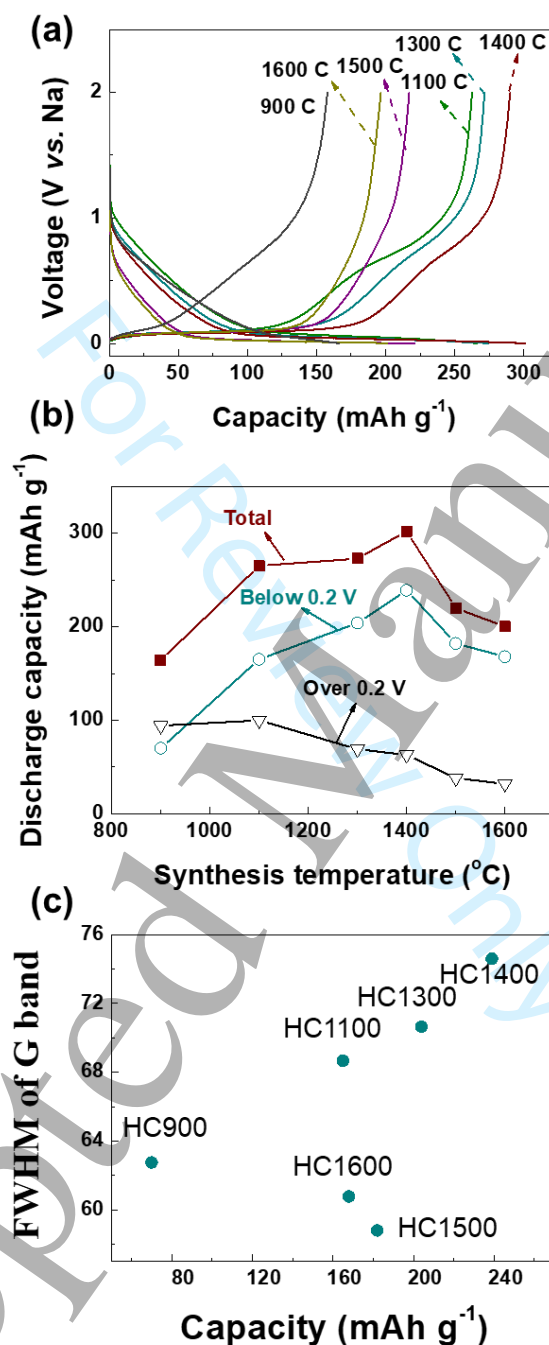 (a)
1300 C
1400 C
1600 C
1500 C
1100 C
900 C
2
1
0
Voltage (V vs. Na)
0 50 100 150 200 250 300
Capacity (mAh g⁻¹)
(b)
300
200
100
0
Discharge capacity (mAh g⁻¹)
Total
Below 0.2 V
Over 0.2 V
800 1000 1200 1400 1600
Synthesis temperature (°C)
(c)
76
72
68
64
60
FWHM of G band
HC1400
HC1300
HC1100
HC900
HC1600
HC1500
80 120 160 200 240
Capacity (mAh g⁻¹)
For Review Only